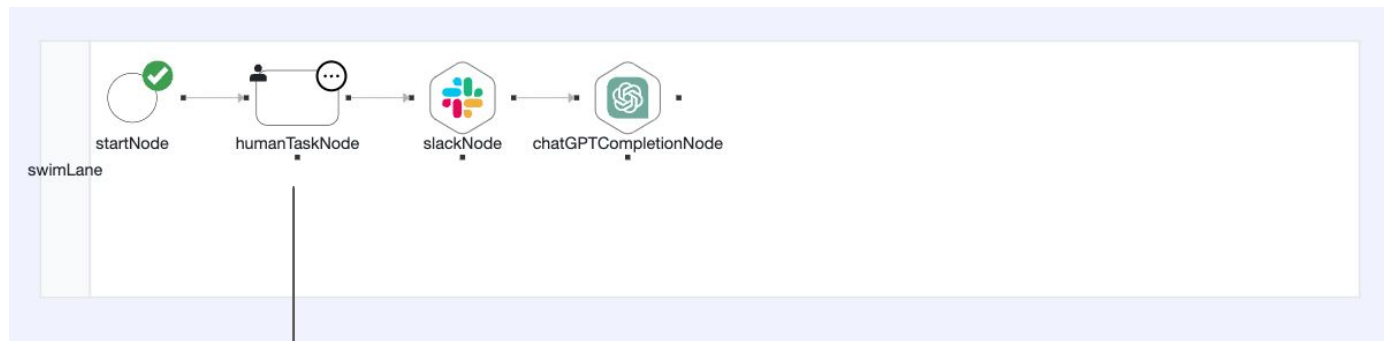 startNode
humanTaskNode
slackNode
chatGPTCompletionNode
swimLane